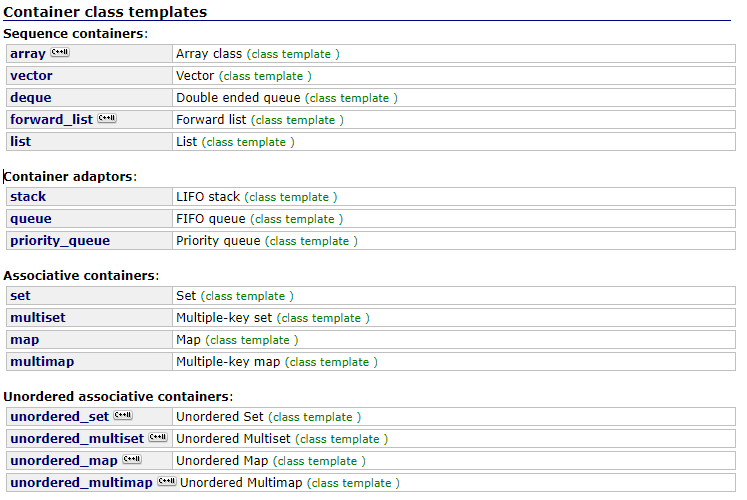 Container class templates
Sequence containers:
array C++11 Array class (class template )
vector Vector (class template )
deque Double ended queue (class template )
forward_list C++11 Forward list (class template )
list List (class template )
Container adaptors:
stack LIFO stack (class template )
queue FIFO queue (class template )
priority_queue Priority queue (class template )
Associative containers:
set Set (class template )
multiset Multiple-key set (class template )
map Map (class template )
multimap Multiple-key map (class template )
Unordered associative containers:
unordered_set C++11 Unordered Set (class template )
unordered_multiset C++11 Unordered Multiset (class template )
unordered_map C++11 Unordered Map (class template )
unordered_multimap C++11 Unordered Multimap (class template )